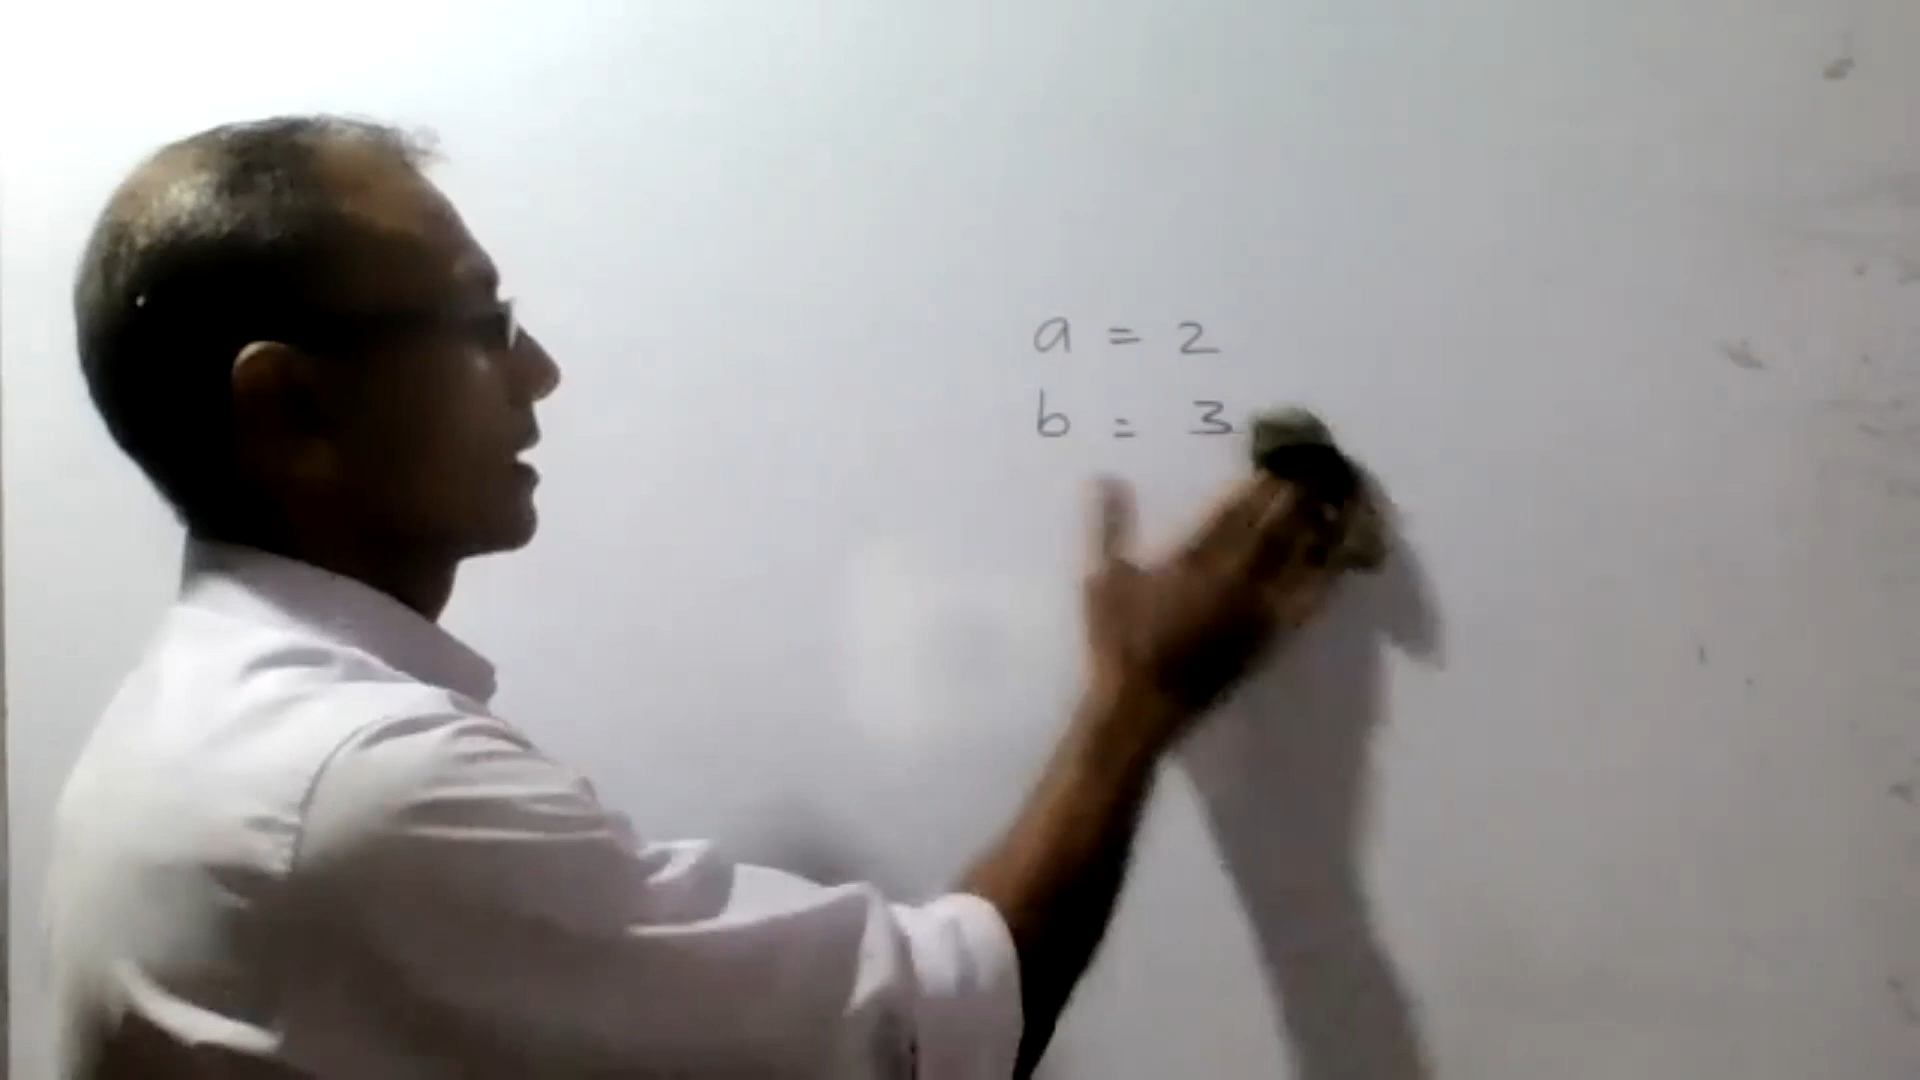 a = 2
b = 3